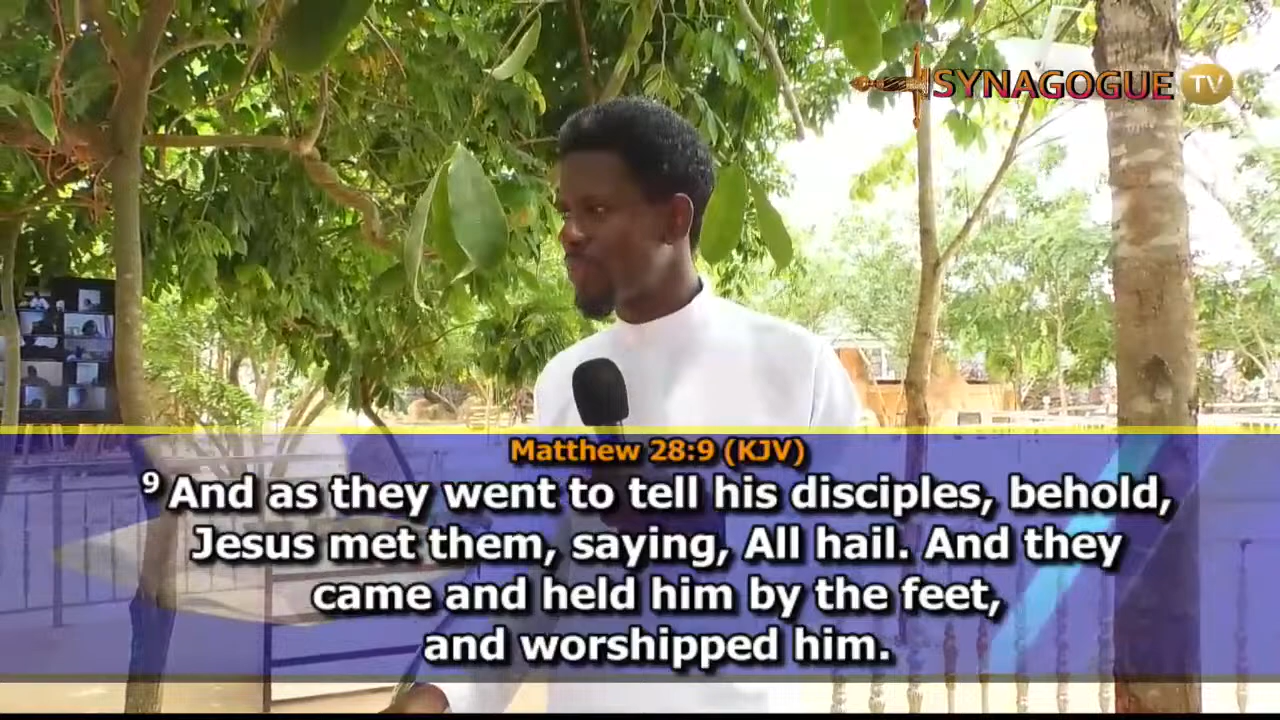 SYNAGOGUE TV
Matthew 28:9 (KJV)
9 And as they went to tell his disciples, behold,
Jesus met them, saying, All hail. And they
came and held him by the feet,
and worshipped him.